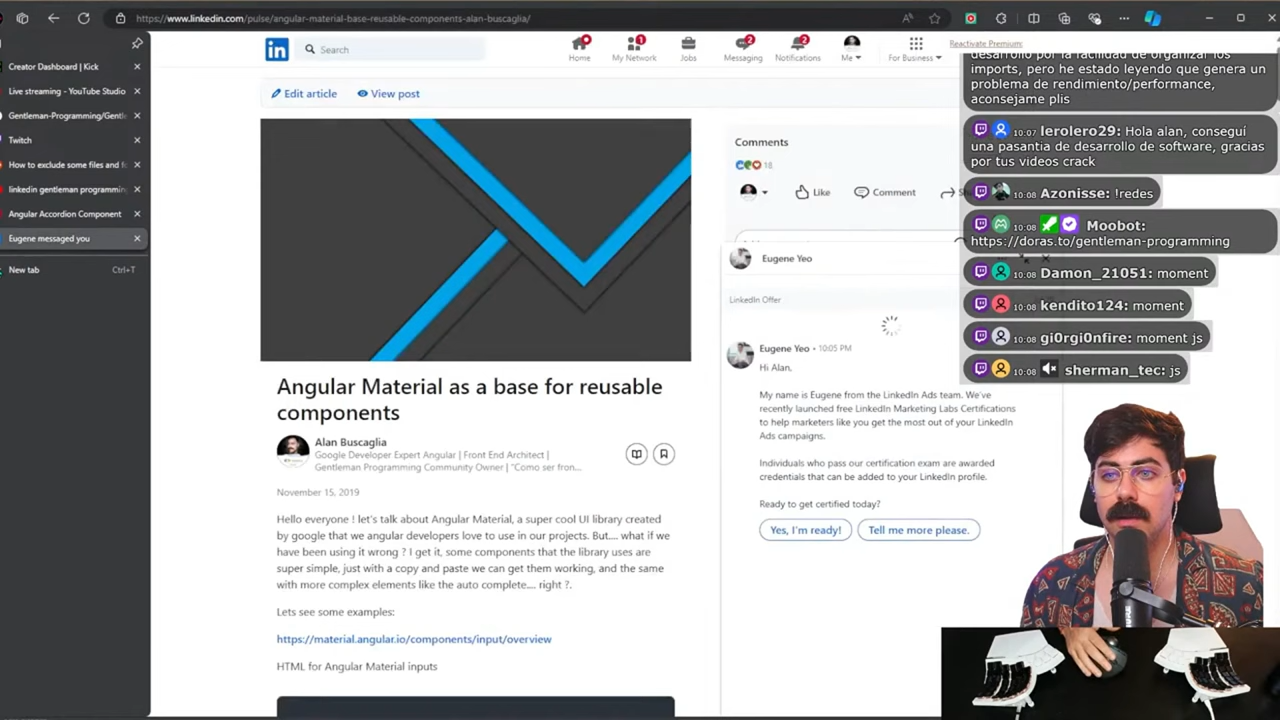 https://www.linkedin.com/pulse/angular-material-base-reusable-components-alan-buscaglia/
Creator Dashboard | Kick
Live streaming - YouTube Studio
Gentleman-Programming/Gentl
Twitch
How to exclude some files and fo
linkedin gentleman programming
Angular Accordion Component
Eugene messaged you
New tab
Ctrl+T
in
Search
Home
1
My Network
Jobs
2
Messaging
2
Notifications
Me
For Business
Reactivate Premium:
Edit article
View post
Angular Material as a base for reusable
components
Alan Buscaglia
Google Developer Expert Angular | Front End Architect |
Gentleman Programming Community Owner | "Como ser fron...
November 15, 2019
Hello everyone ! let's talk about Angular Material, a super cool UI library created
by google that we angular developers love to use in our projects. But.... what if we
have been using it wrong ? I get it, some components that the library uses are
super simple, just with a copy and paste we can get them working, and the same
with more complex elements like the auto complete.... right ?.
Lets see some examples:
https://material.angular.io/components/input/overview
HTML for Angular Material inputs
Comments
18
Like
Comment
Eugene Yeo
LinkedIn Offer
Eugene Yeo • 10:05 PM
Hi Alan,
My name is Eugene from the LinkedIn Ads team. We've
recently launched free LinkedIn Marketing Labs Certifications
to help marketers like you get the most out of your LinkedIn
Ads campaigns.
Individuals who pass our certification exam are awarded
credentials that can be added to your LinkedIn profile.
Ready to get certified today?
Yes, I'm ready!
Tell me more please.
desarrollo por la facilidad de organizar los
imports, pero he estado leyendo que genera un
problema de rendimiento/performance,
aconsejame plis
10:07 lerolero29: Hola alan, conseguí
una pasantia de desarrollo de software, gracias
por tus videos crack
10:08 Azonisse: !redes
10:08 Moobot:
https://doras.to/gentleman-programming
10:08 Damon_21051: moment
10:08 kendito124: moment
10:08 gi0rgi0nfire: moment js
10:08 sherman_tec: js